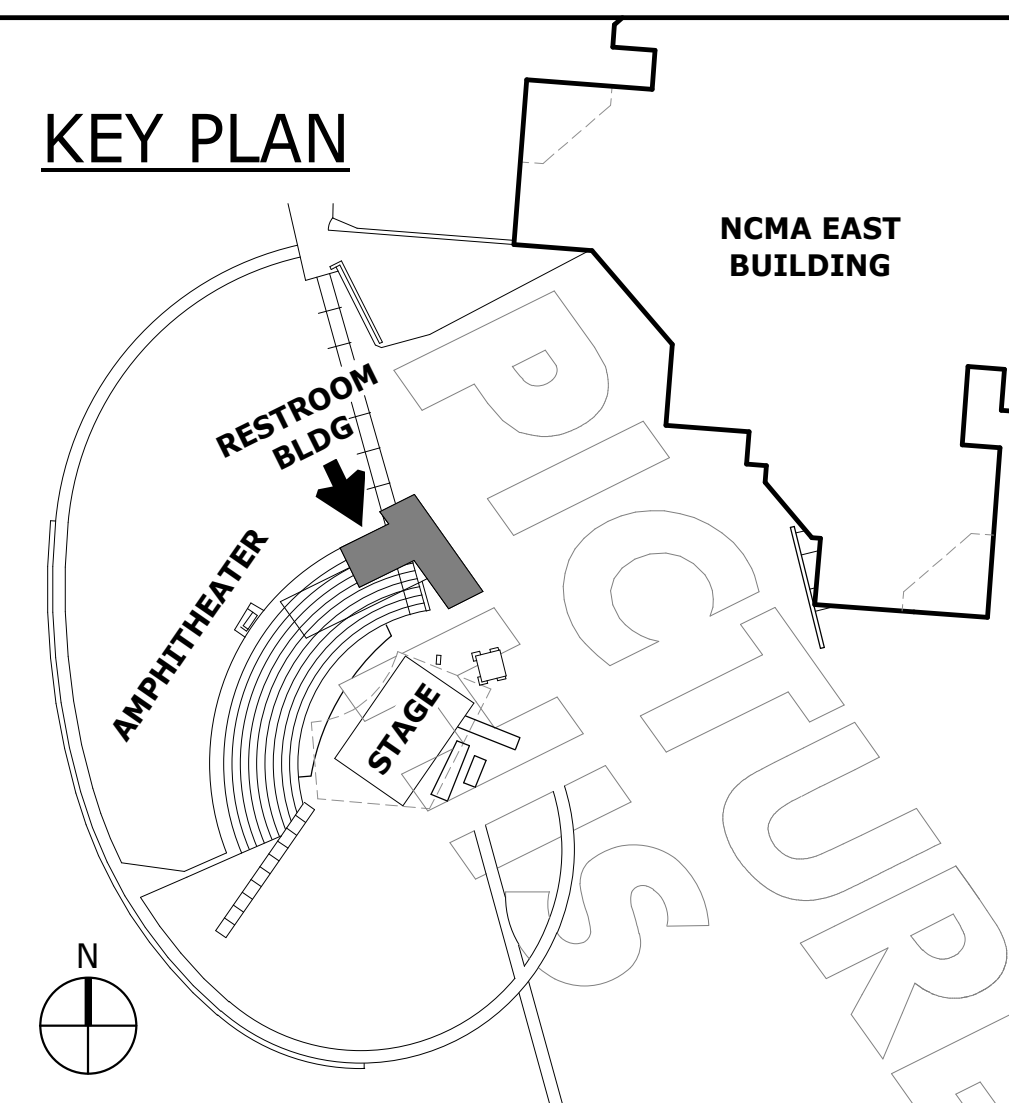 KEY PLAN
NCMA EAST
BUILDING
RESTROOM
BLDG
AMPHITHEATER
STAGE
PICTURE
THIS
N